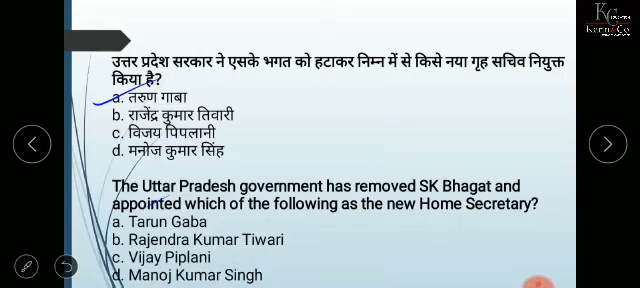 उत्तर प्रदेश सरकार ने एसके भगत को हटाकर निम्न में से किसे नया गृह सचिव नियुक्त
किया है?
a. तरुण गाबा
b. राजेंद्र कुमार तिवारी
c. विजय पिपलानी
d. मनोज कुमार सिंह
The Uttar Pradesh government has removed SK Bhagat and
appointed which of the following as the new Home Secretary?
a. Tarun Gaba
b. Rajendra Kumar Tiwari
c. Vijay Piplani
d. Manoj Kumar Singh